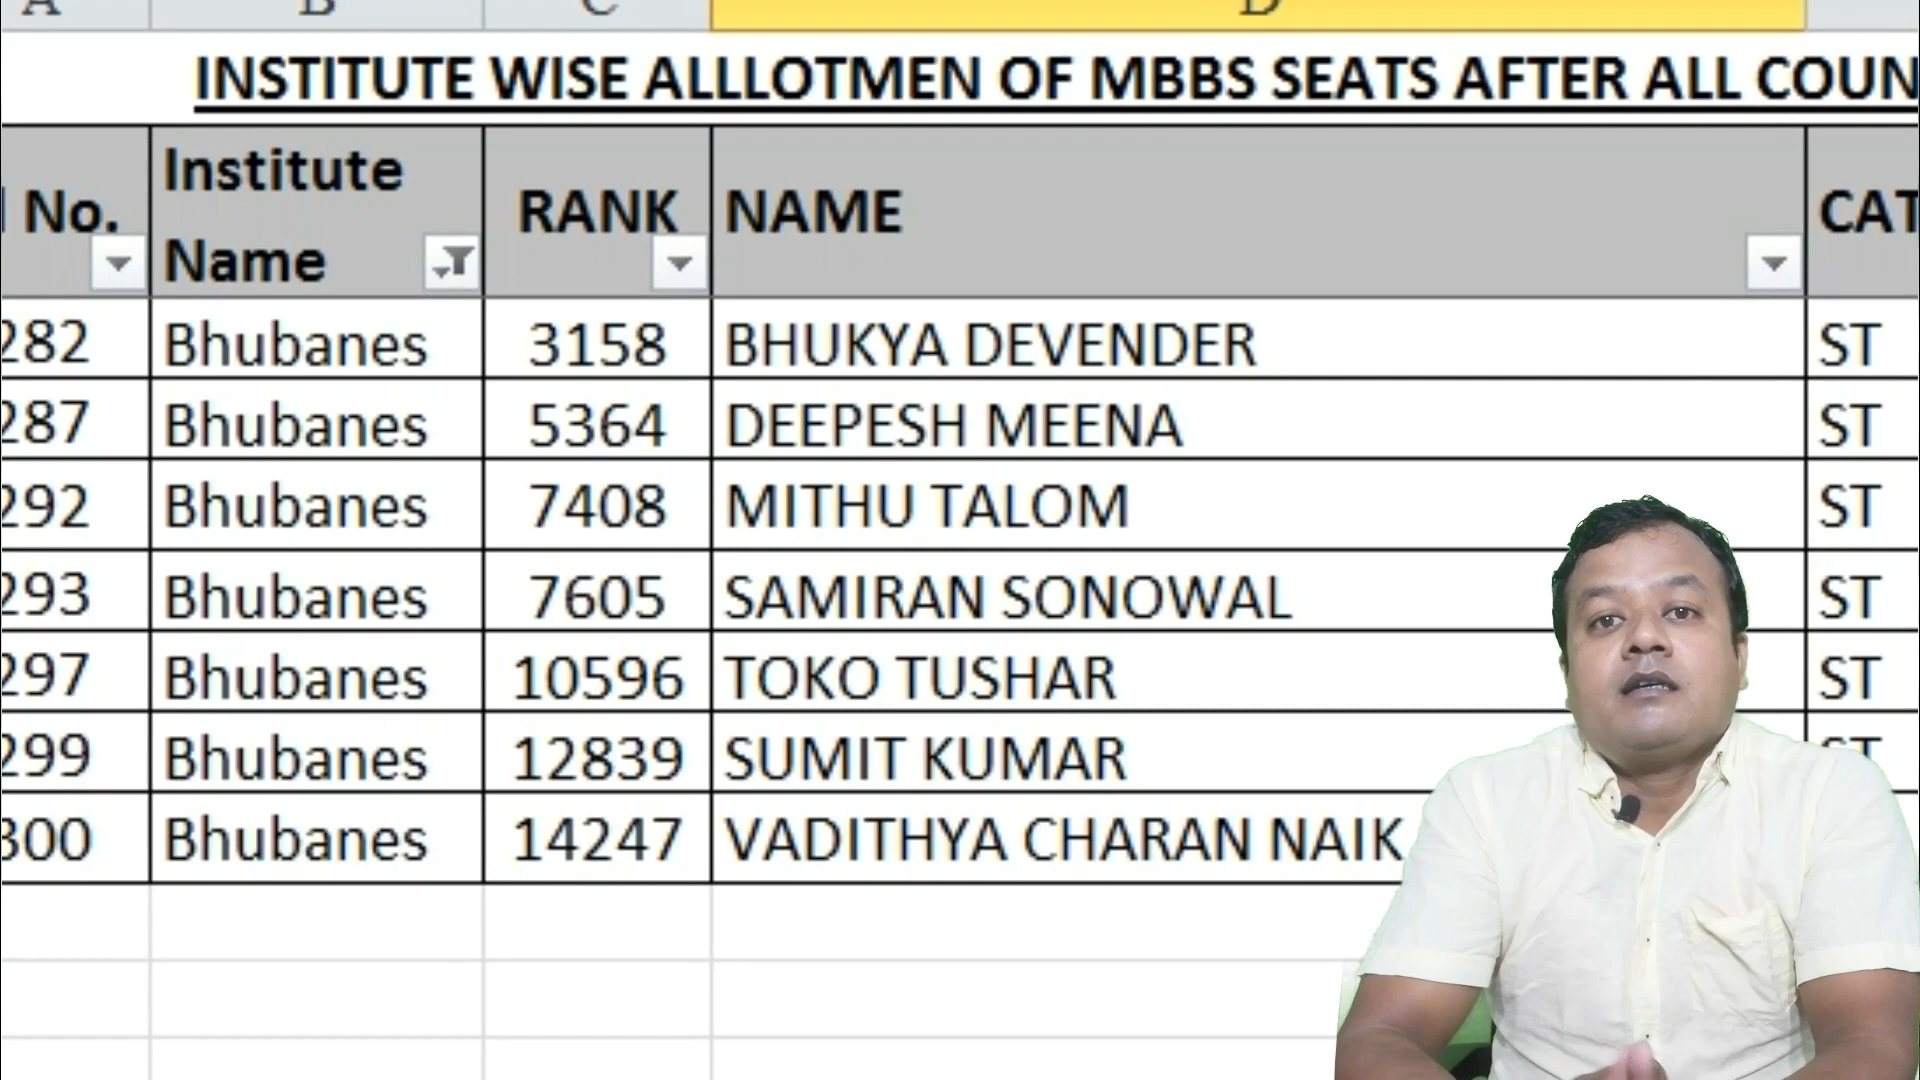 A B C D
INSTITUTE WISE ALLLOTMEN OF MBBS SEATS AFTER ALL COUN
l No. Institute Name RANK NAME CAT
282 Bhubanes 3158 BHUKYA DEVENDER ST
287 Bhubanes 5364 DEEPESH MEENA ST
292 Bhubanes 7408 MITHU TALOM ST
293 Bhubanes 7605 SAMIRAN SONOWAL ST
297 Bhubanes 10596 TOKO TUSHAR ST
299 Bhubanes 12839 SUMIT KUMAR ST
300 Bhubanes 14247 VADITHYA CHARAN NAIK